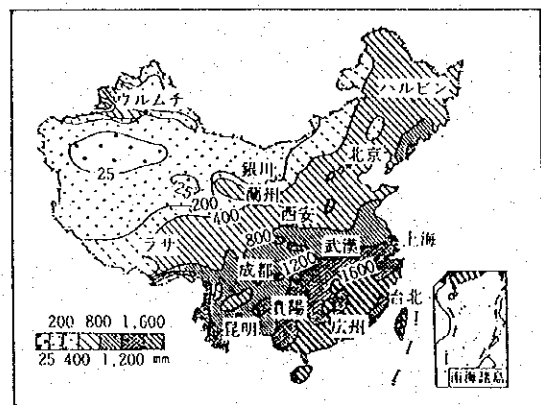 ウルムチ
ハルビン
25
銀川
北京
25
蘭州
200
400
西安
ラサ
800
武漢
上海
成都
1200
1600
貴陽
台北
昆明
広州
200 800 1,600
25 400 1,200 mm
南海諸島